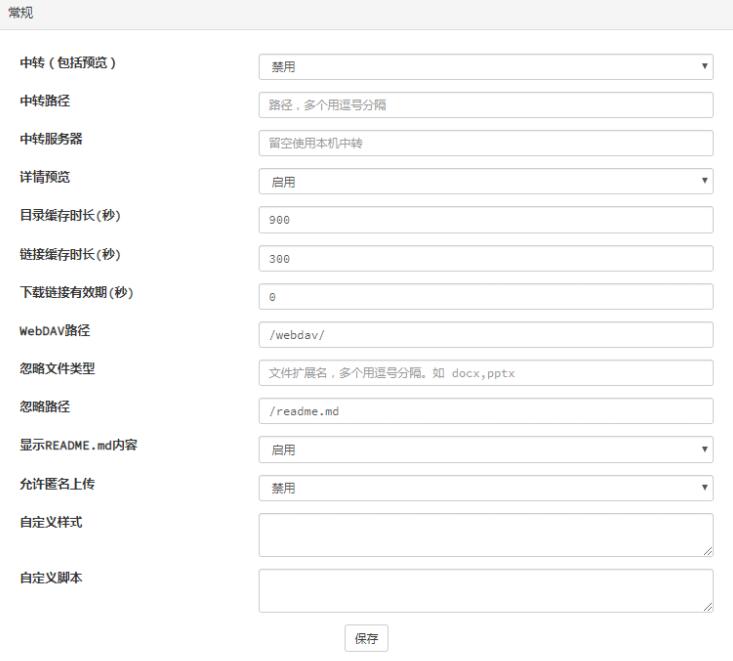 常规
中转（包括预览） 禁用
中转路径 路径，多个用逗号分隔
中转服务器 留空使用本机中转
详情预览 启用
目录缓存时长(秒) 900
链接缓存时长(秒) 300
下载链接有效期(秒) 0
WebDAV路径 /webdav/
忽略文件类型 文件扩展名，多个用逗号分隔。如 docx,pptx
忽略路径 /readme.md
显示README.md内容 启用
允许匿名上传 禁用
自定义样式
自定义脚本
保存